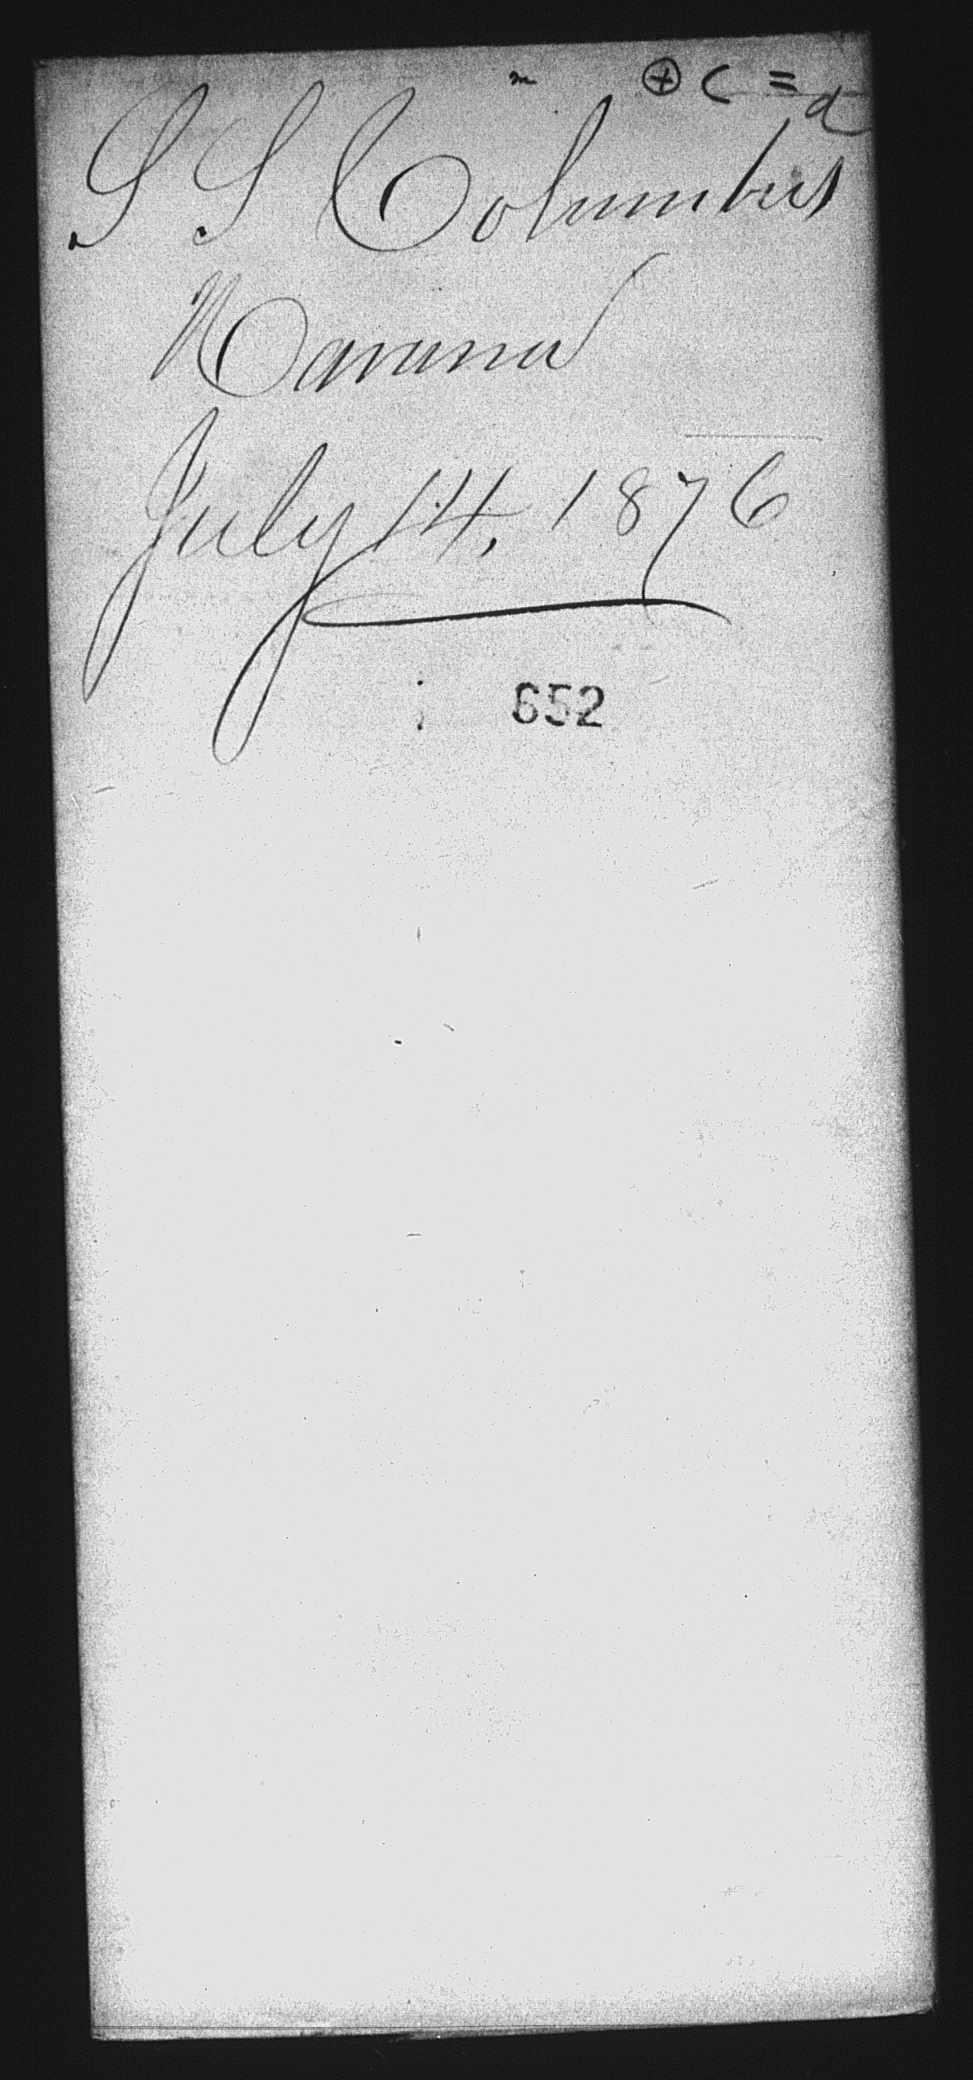 m ⊕ C = d
S S Columbus
Havana
July 14, 1876
652